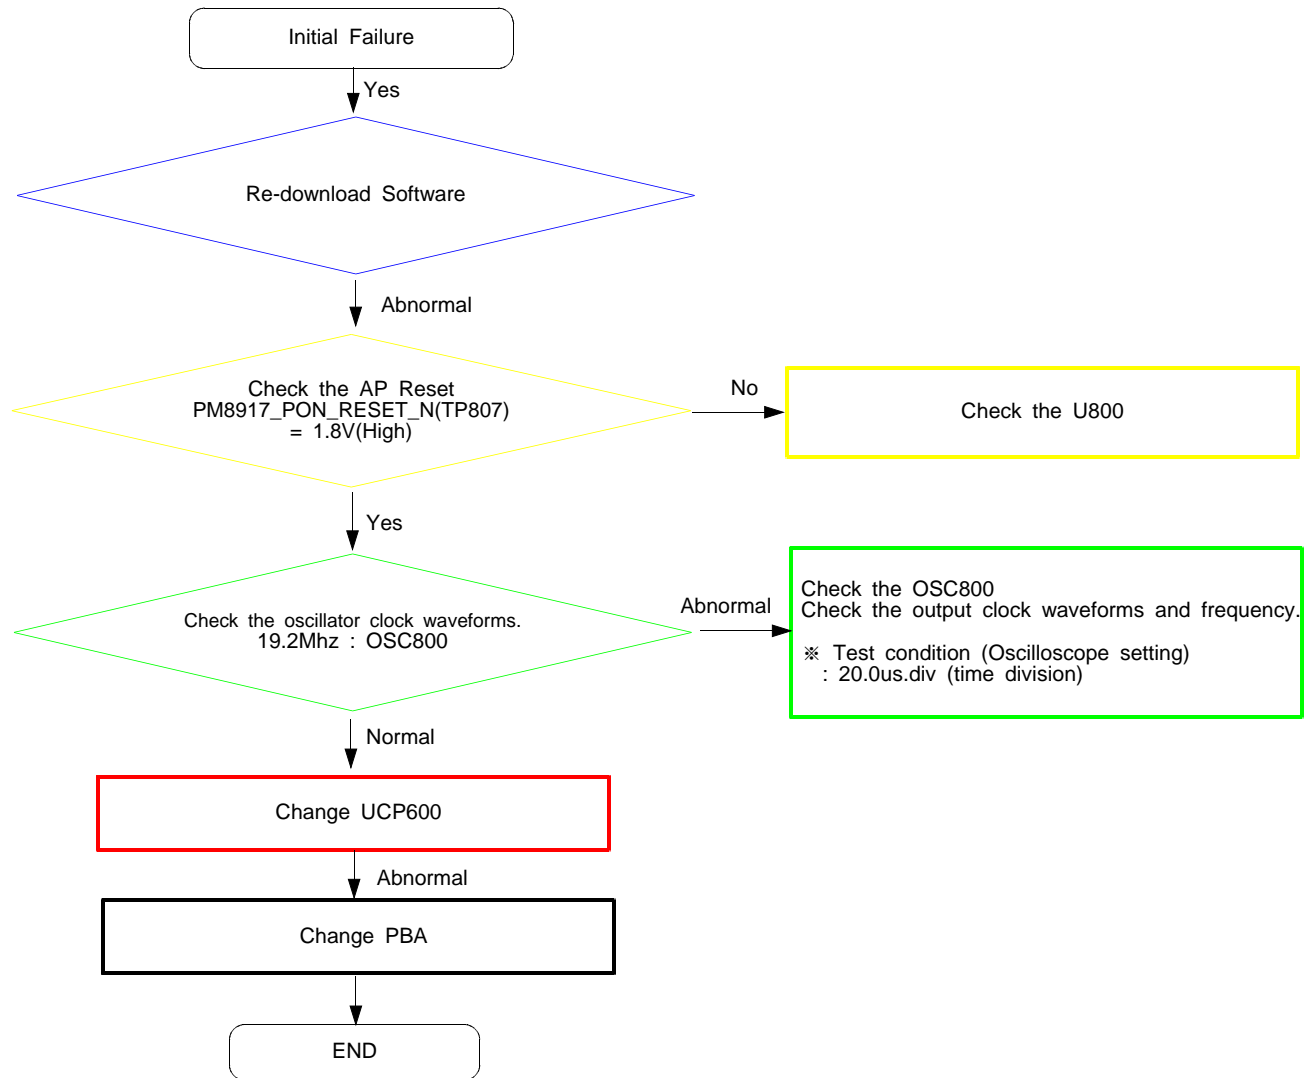 Initial Failure
Yes
Re-download Software
Abnormal
Check the AP Reset
PM8917_PON_RESET_N(TP807)
= 1.8V(High)
No
Check the U800
Yes
Check the oscillator clock waveforms.
19.2Mhz : OSC800
Abnormal
Check the OSC800
Check the output clock waveforms and frequency.
※ Test condition (Oscilloscope setting)
: 20.0us.div (time division)
Normal
Change UCP600
Abnormal
Change PBA
END